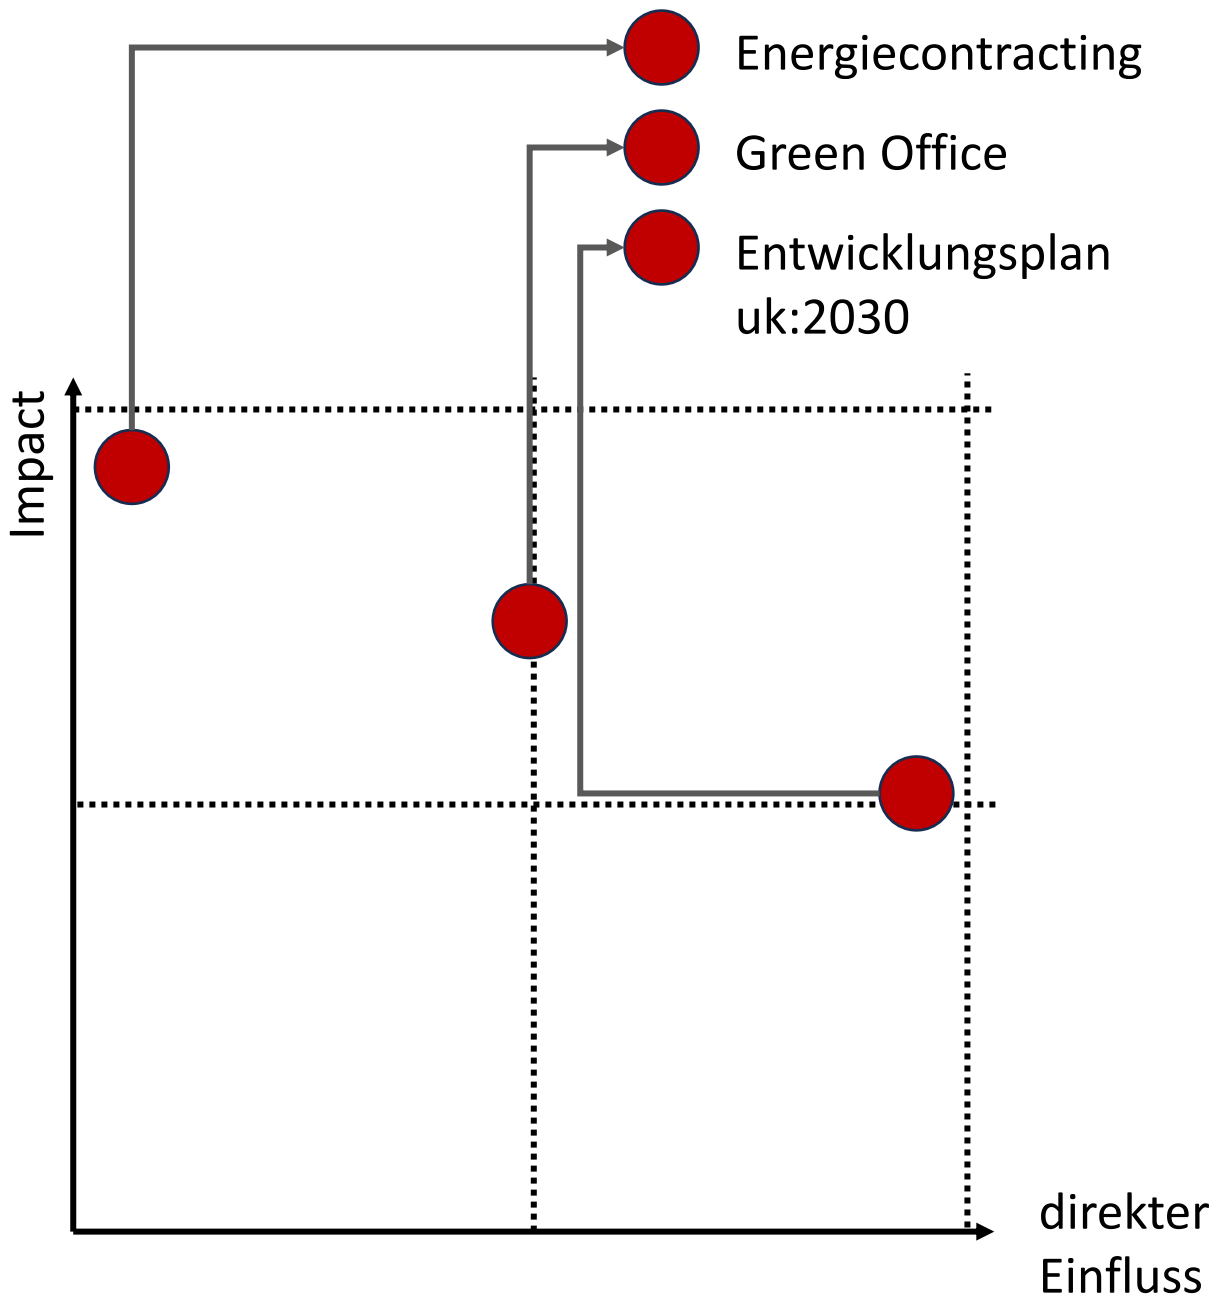 Energiecontracting
Green Office
Entwicklungsplan
uk:2030
Impact
direkter
Einfluss